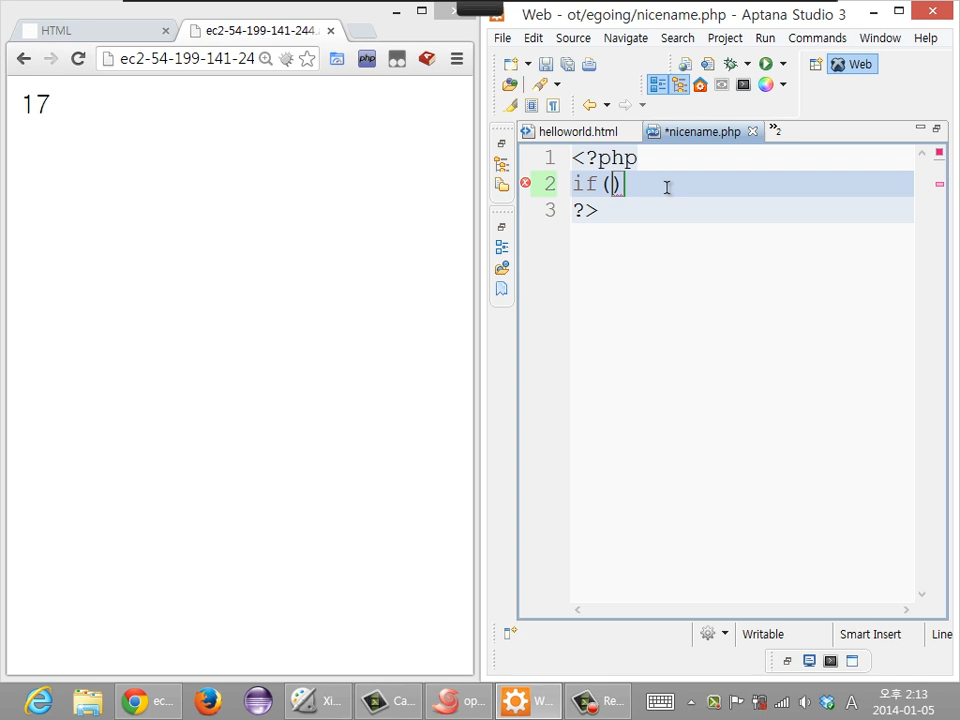 HTML
ec2-54-199-141-244.
ec2-54-199-141-24
php
17
Web - ot/egoing/nicename.php - Aptana Studio 3
File Edit Source Navigate Search Project Run Commands Window Help
Web
helloworld.html
*nicename.php
»2
1 <?php
2 if()
3 ?>
Writable
Smart Insert
Line
ec...
Xi...
Ca...
op...
W...
Re...
A
오후 2:13
2014-01-05